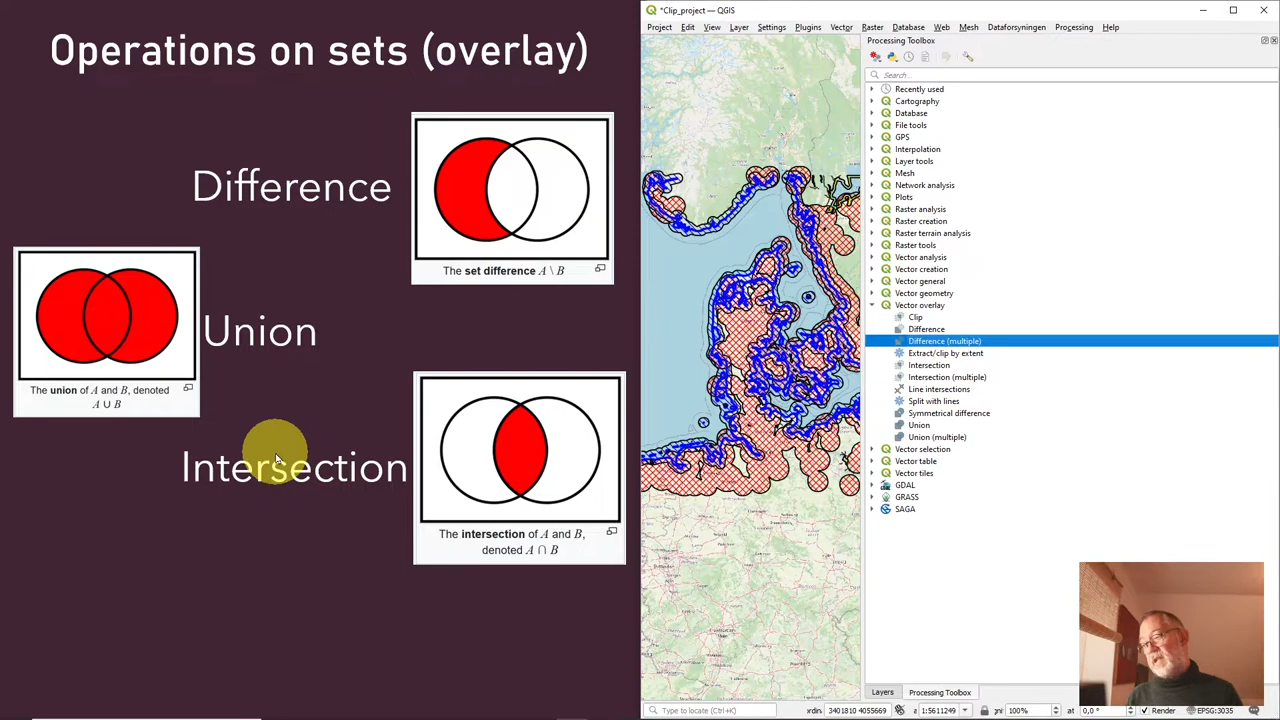 Operations on sets (overlay)
Difference
The set difference A \ B
The union of A and B, denoted
A ∪ B
Union
Intersection
The intersection of A and B,
denoted A ∩ B
*Clip_project — QGIS
Project Edit View Layer Settings Plugins Vector Raster Database Web Mesh Dataforsyningen Processing Help
Processing Toolbox
Search...
Recently used
Cartography
Database
File tools
GPS
Interpolation
Layer tools
Mesh
Network analysis
Plots
Raster analysis
Raster creation
Raster terrain analysis
Raster tools
Vector analysis
Vector creation
Vector general
Vector geometry
Vector overlay
Clip
Difference
Difference (multiple)
Extract/clip by extent
Intersection
Intersection (multiple)
Line intersections
Split with lines
Symmetrical difference
Union
Union (multiple)
Vector selection
Vector table
Vector tiles
GDAL
GRASS
SAGA
Layers Processing Toolbox
Type to locate (Ctrl+K) 3401810 4055669 1:5611249 100% 0,0 ° Render EPSG:3035